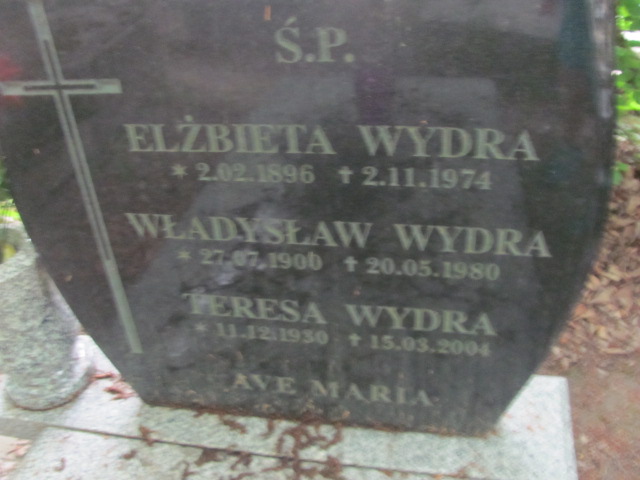 Ś.P.
ELŻBIETA WYDRA
* 2.02.1896 ✝ 2.11.1974
WŁADYSŁAW WYDRA
* 27.07.1900 ✝ 20.05.1980
TERESA WYDRA
* 11.12.1930 ✝ 15.03.2004
AVE MARIA